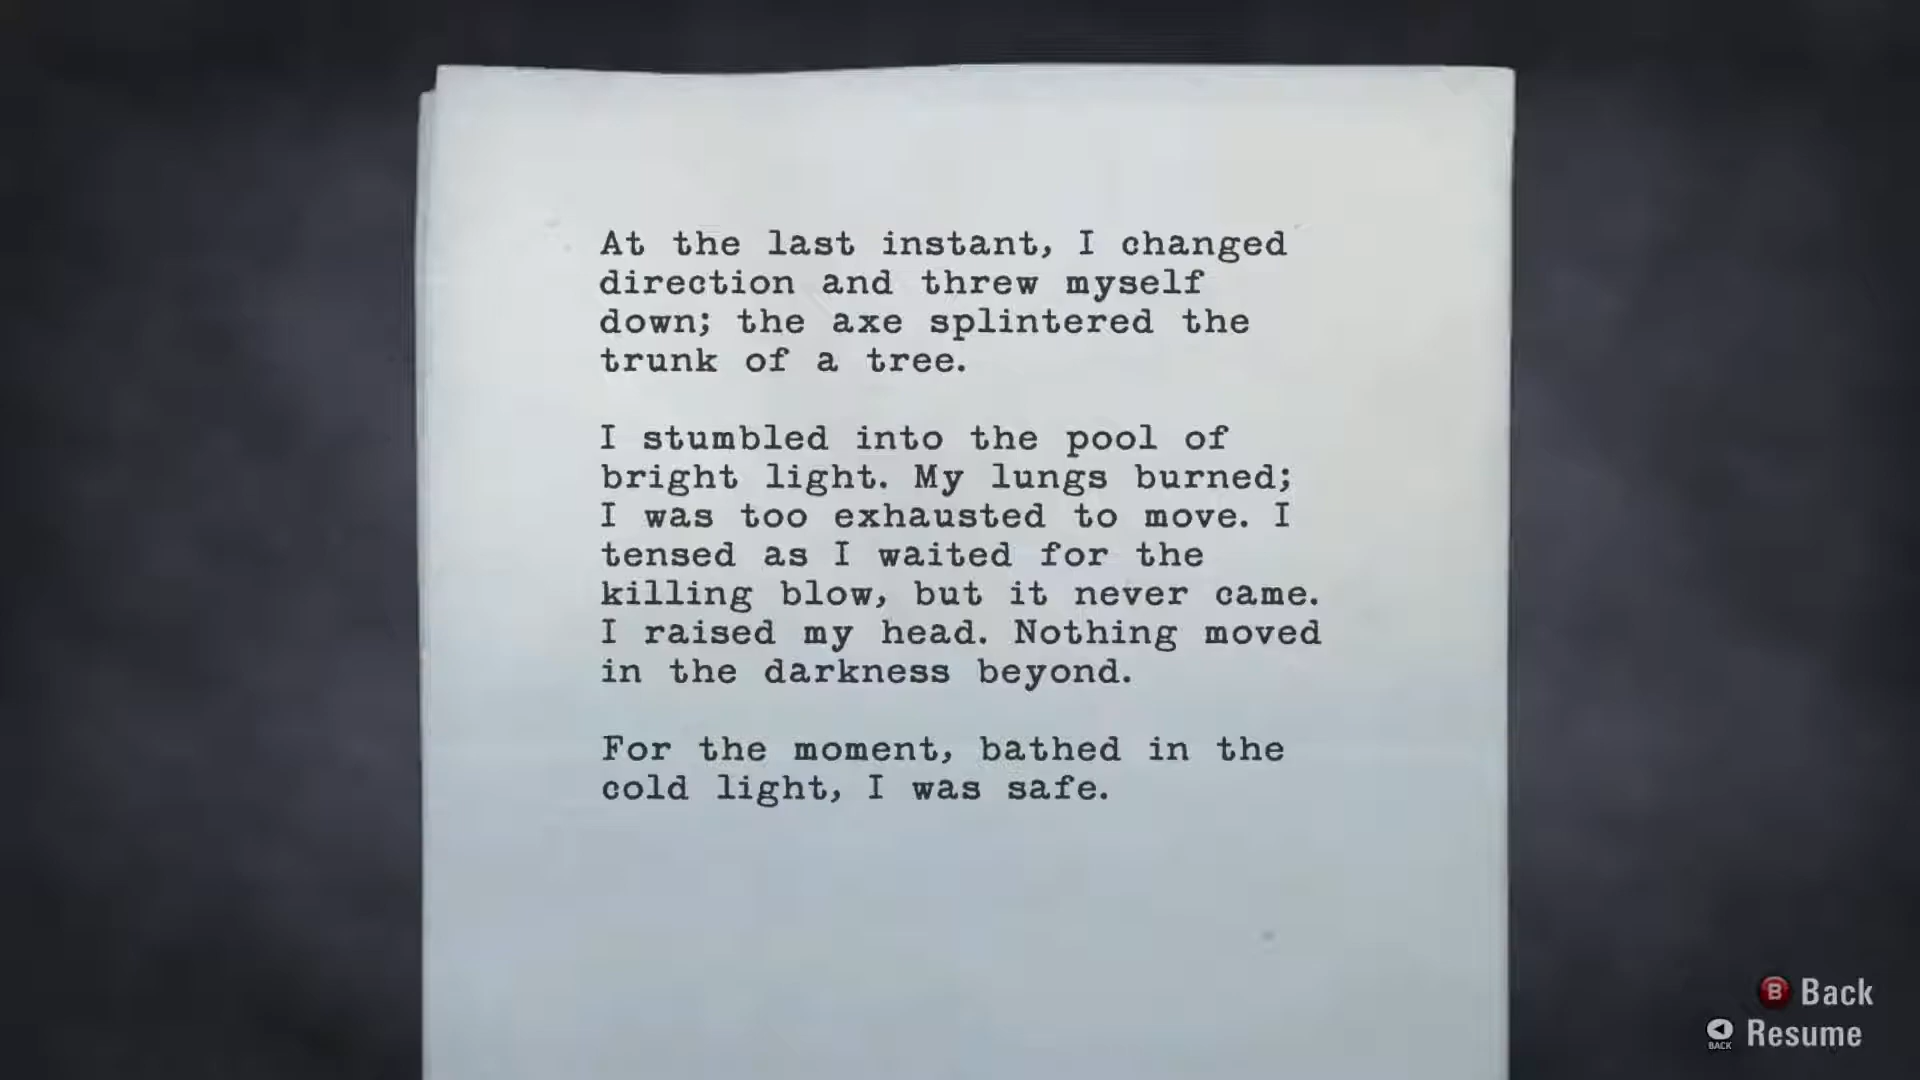 At the last instant, I changed
direction and threw myself
down; the axe splintered the
trunk of a tree.
I stumbled into the pool of
bright light. My lungs burned;
I was too exhausted to move. I
tensed as I waited for the
killing blow, but it never came.
I raised my head. Nothing moved
in the darkness beyond.
For the moment, bathed in the
cold light, I was safe.
B Back
BACK Resume